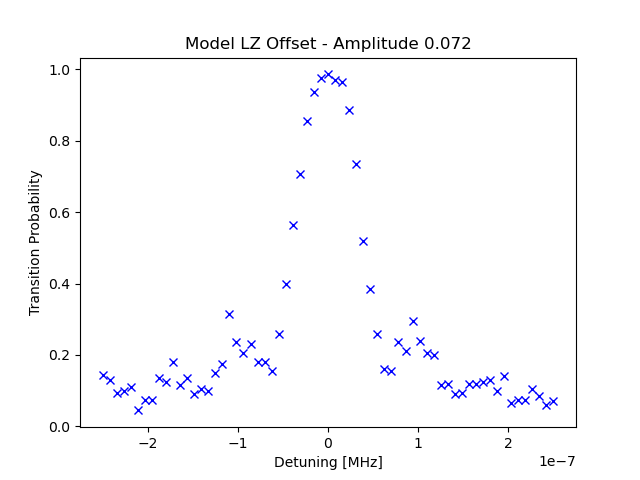 Model LZ Offset - Amplitude 0.072
1.0
0.8
0.6
0.4
0.2
0.0
Transition Probability
−2
−1
0
1
2
1e−7
Detuning [MHz]